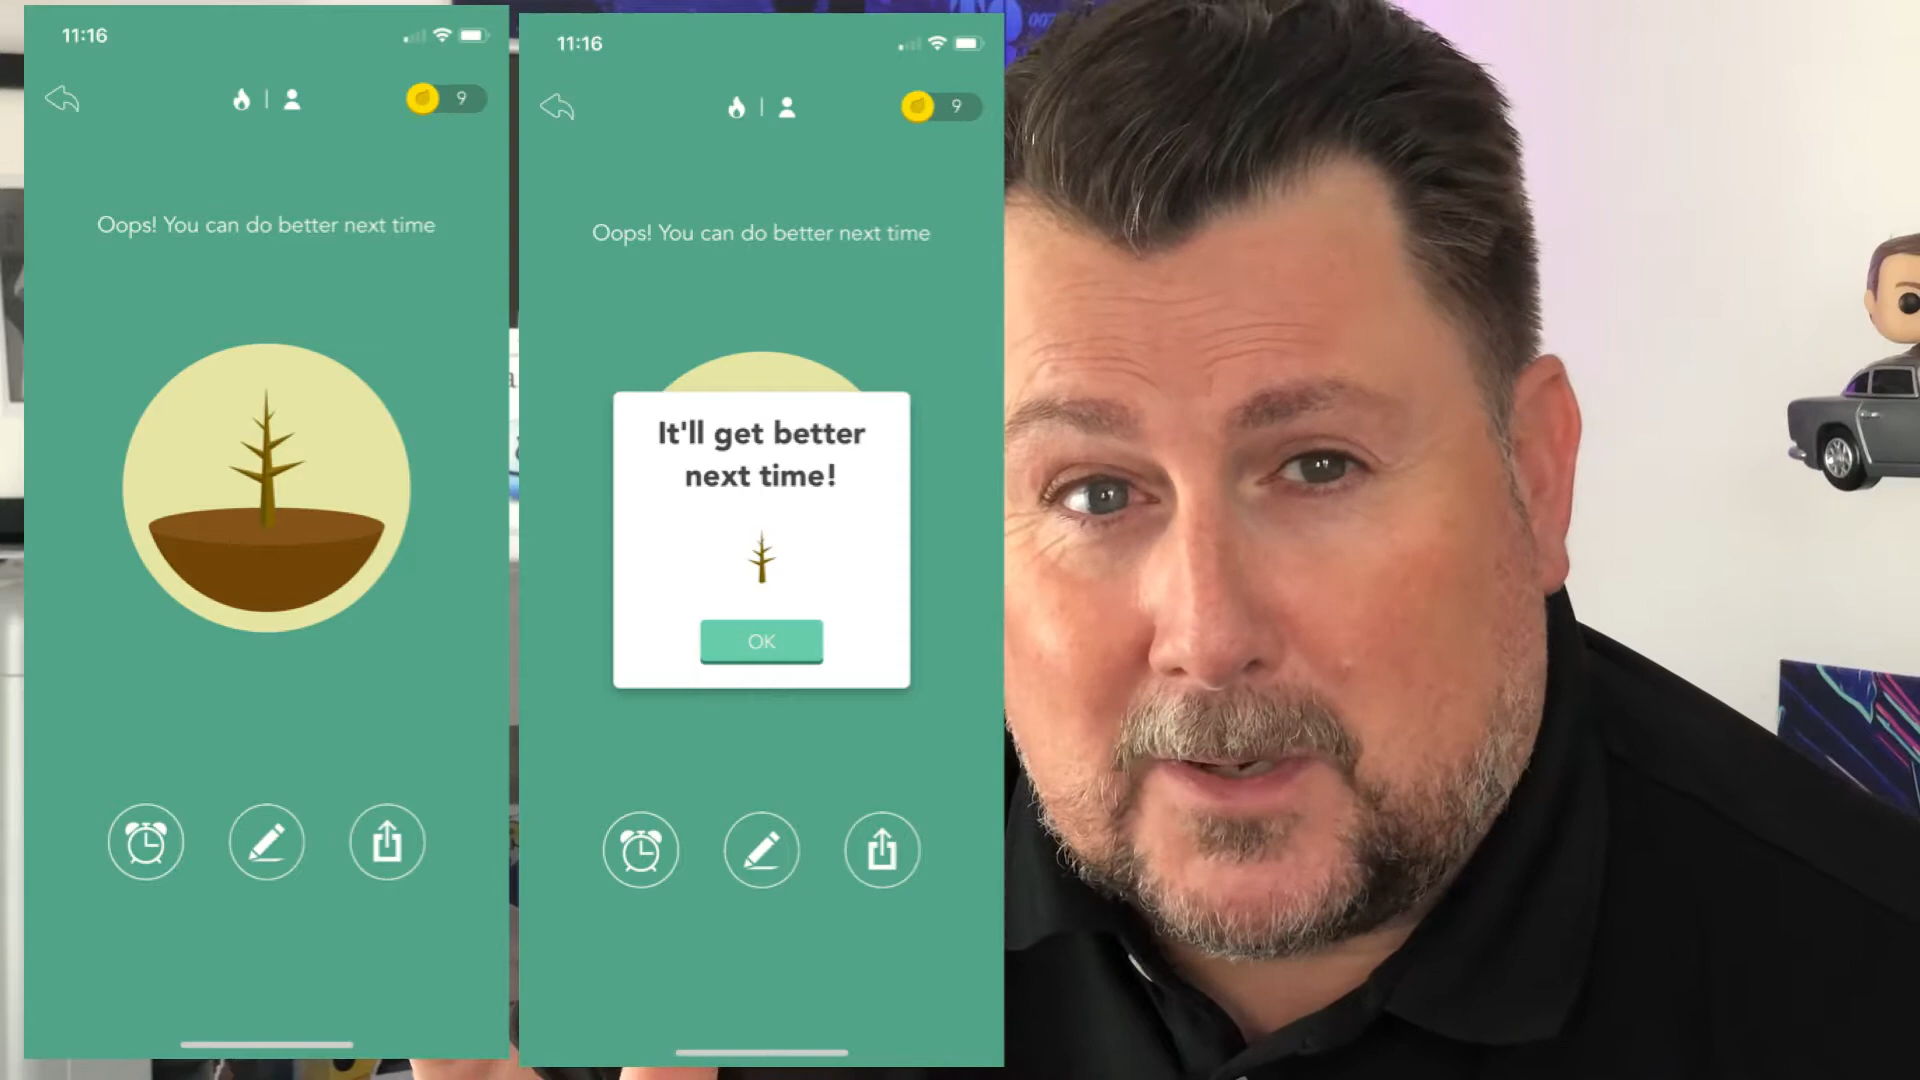 11:16
9
Oops! You can do better next time
11:16
9
Oops! You can do better next time
It'll get better
next time!
OK
007